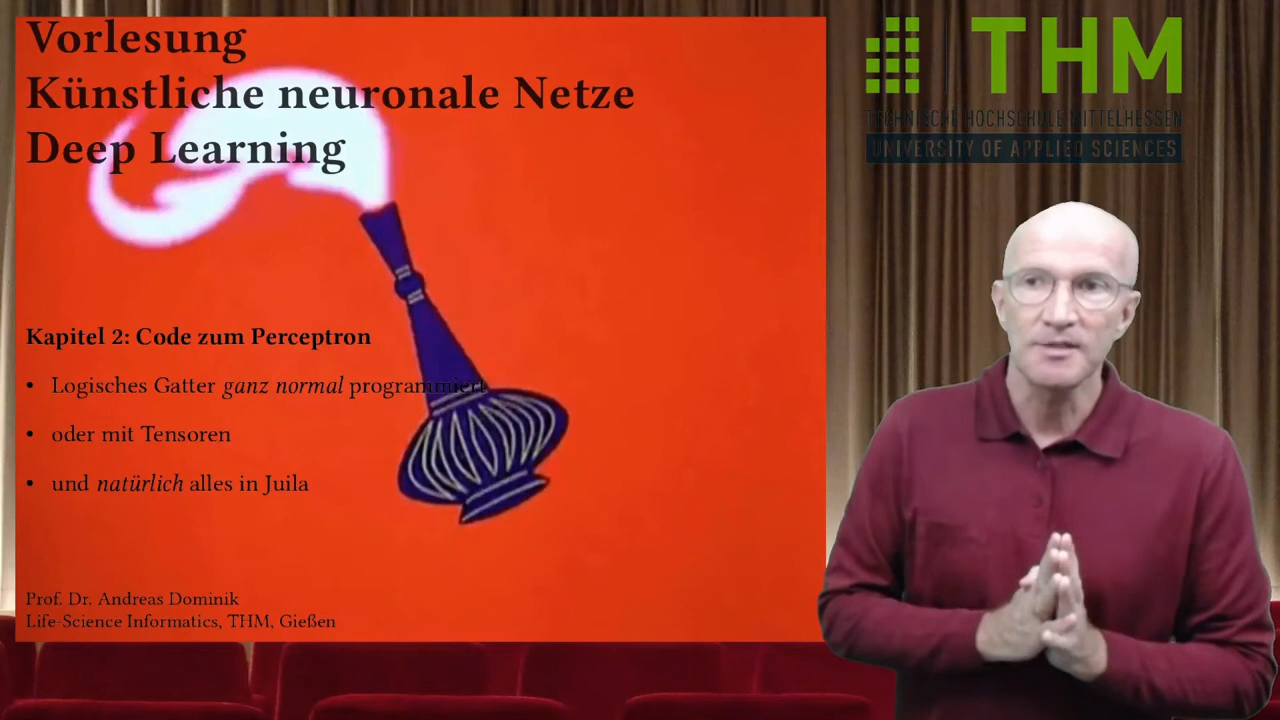 Vorlesung
Künstliche neuronale Netze
Deep Learning
Kapitel 2: Code zum Perceptron
• Logisches Gatter ganz normal programmiert
• oder mit Tensoren
• und natürlich alles in Juila
Prof. Dr. Andreas Dominik
Life-Science Informatics, THM, Gießen
THM
TECHNISCHE HOCHSCHULE MITTELHESSEN
UNIVERSITY OF APPLIED SCIENCES